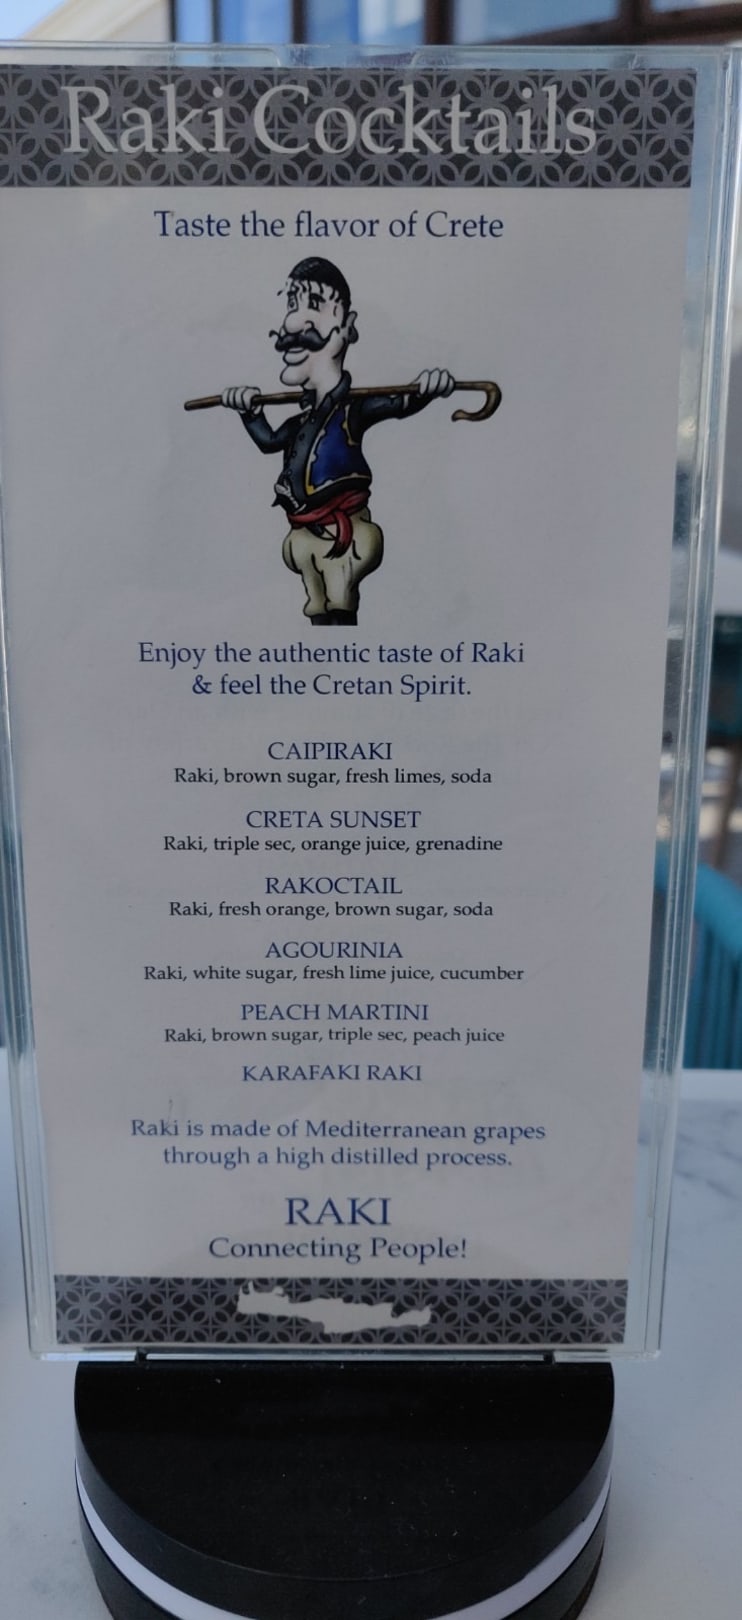 Raki Cocktails
Taste the flavor of Crete
Enjoy the authentic taste of Raki
& feel the Cretan Spirit.
CAIPIRAKI
Raki, brown sugar, fresh limes, soda
CRETA SUNSET
Raki, triple sec, orange juice, grenadine
RAKOCTAIL
Raki, fresh orange, brown sugar, soda
AGOURINIA
Raki, white sugar, fresh lime juice, cucumber
PEACH MARTINI
Raki, brown sugar, triple sec, peach juice
KARAFAKI RAKI
Raki is made of Mediterranean grapes
through a high distilled process.
RAKI
Connecting People!